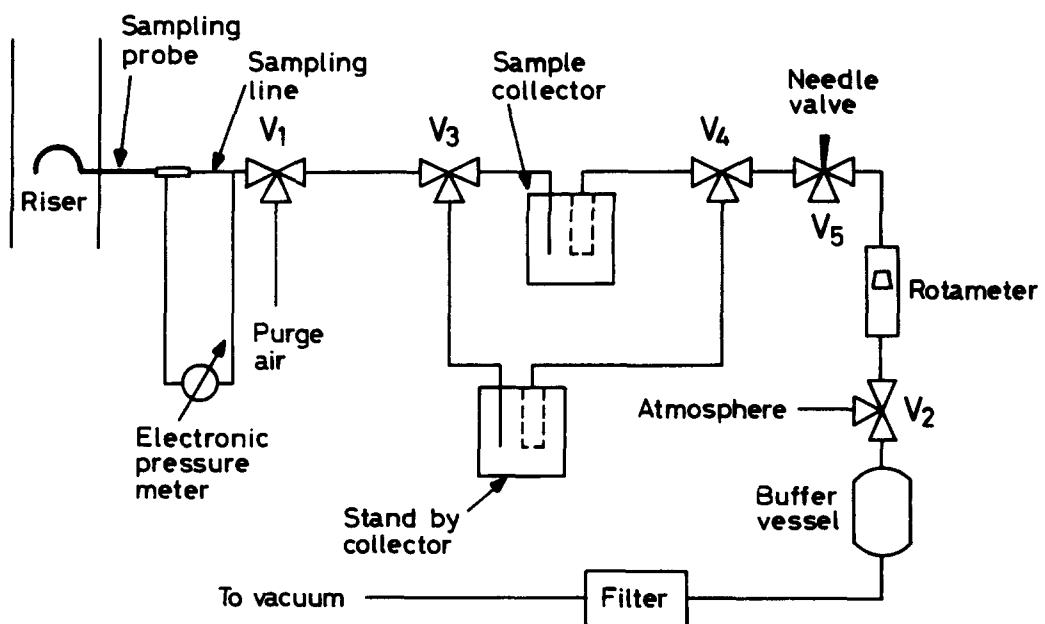 Sampling
probe
Sampling
line
Sample
collector
Needle
valve
V1
V3
V4
V5
Riser
Rotameter
Purge
air
Atmosphere
V2
Electronic
pressure
meter
Buffer
vessel
Stand by
collector
To vacuum
Filter